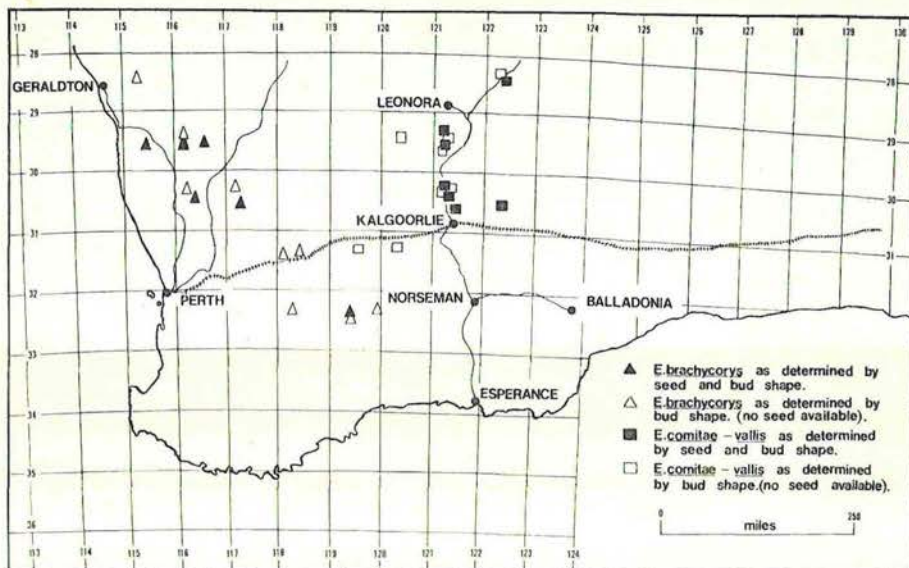 113 114 115 116 117 118 119 120 121 122 123 124 125 126 127 128 129 130
28 28
GERALDTON
LEONORA
29 29
30 30
KALGOORLIE
31 31
32
PERTH NORSEMAN BALLADONIA
33
ESPERANCE
34
35
36
E.brachycorys as determined by
seed and bud shape.
E.brachycorys as determined by
bud shape. (no seed available).
E.comitae - vallis as determined
by seed and bud shape.
E.comitae - vallis as determined
by bud shape.(no seed available).
0 250
miles
113 114 115 116 117 118 119 120 121 122 123 124